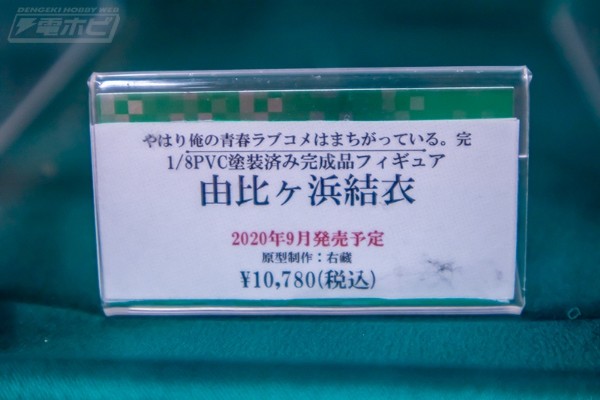 DENGEKI HOBBY WEB
電ホビ
やはり俺の青春ラブコメはまちがっている。完
1/8PVC塗装済み完成品フィギュア
由比ヶ浜結衣
2020年9月発売予定
原型制作：右蔵
¥10,780(税込)